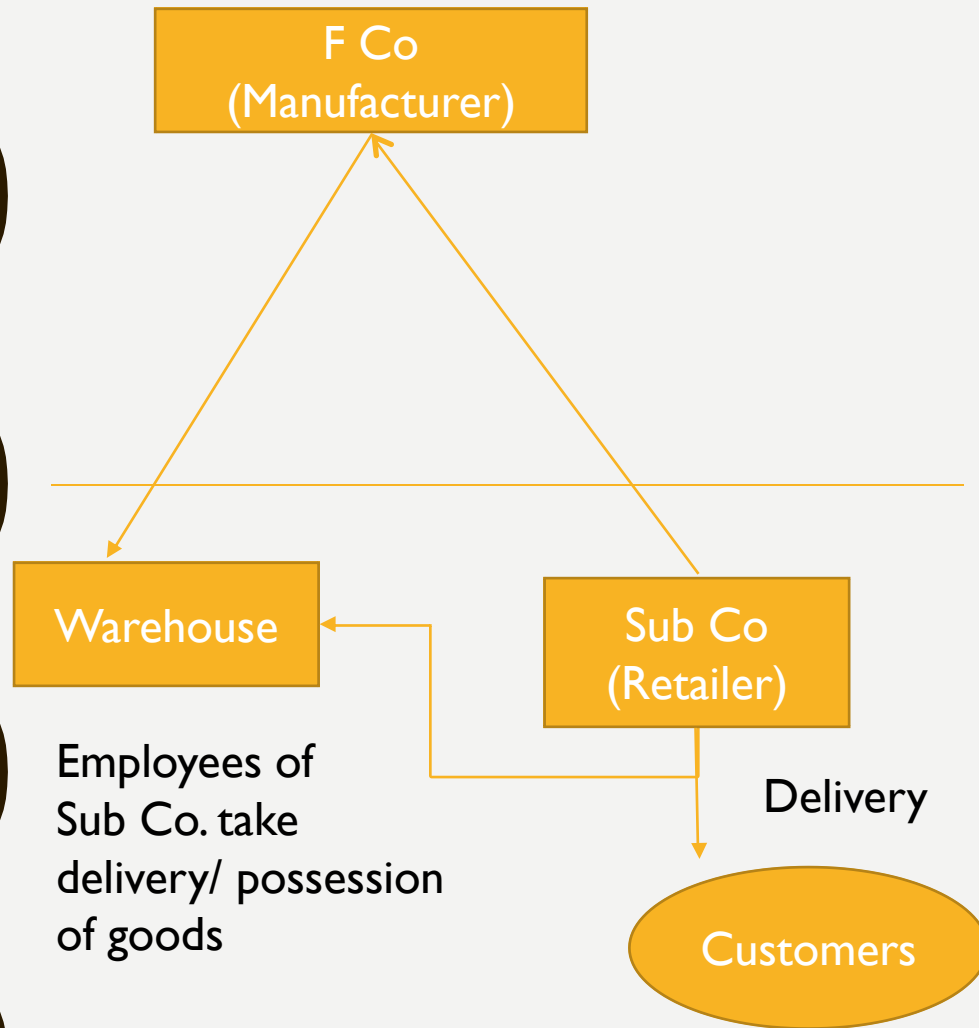 F Co
(Manufacturer)
Warehouse
Sub Co
(Retailer)
Employees of
Sub Co. take
delivery/ possession
of goods
Delivery
Customers